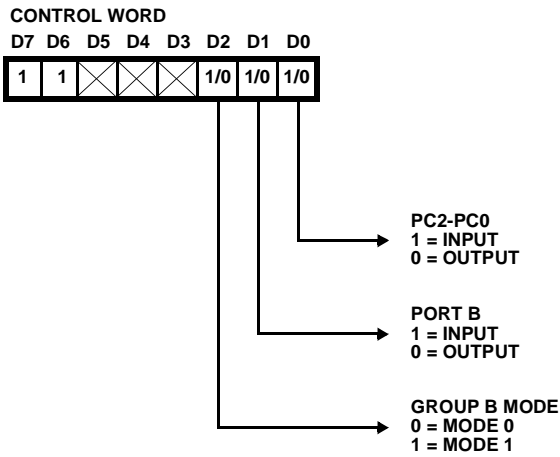 CONTROL WORD
D7 D6 D5 D4 D3 D2 D1 D0
1 1 1/0 1/0 1/0
PC2-PC0
1 = INPUT
0 = OUTPUT
PORT B
1 = INPUT
0 = OUTPUT
GROUP B MODE
0 = MODE 0
1 = MODE 1